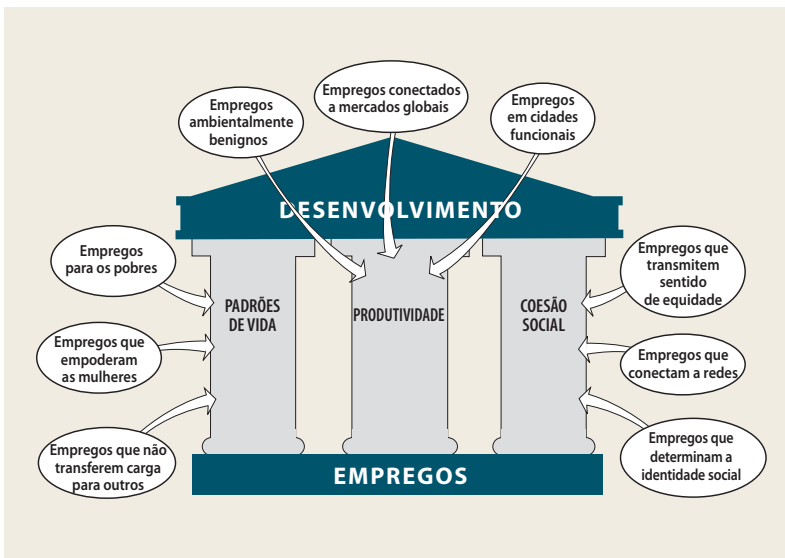 Empregos conectados
a mercados globais
Empregos
ambientalmente
benignos
Empregos
em cidades
funcionais
DESENVOLVIMENTO
Empregos
para os pobres
Empregos que
empoderam
as mulheres
Empregos que não
transferem carga
para outros
PADRÕES
DE VIDA
PRODUTIVIDADE
COESÃO
SOCIAL
Empregos que
transmitem
sentido
de equidade
Empregos que
conectam a redes
Empregos que
determinam a
identidade social
EMPREGOS